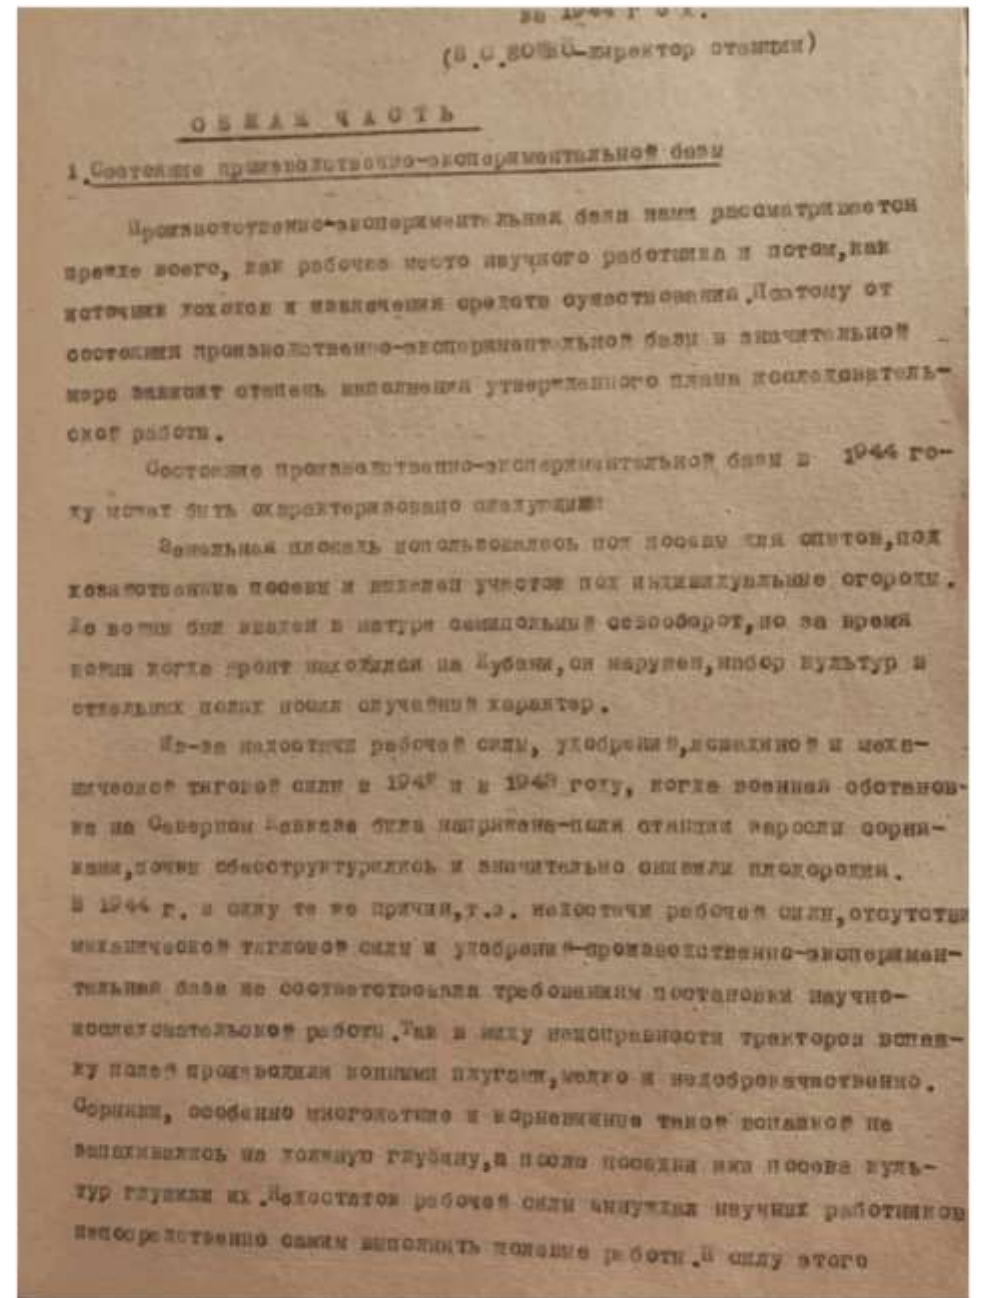 за 1944 г о д.
директор станции)
ОБЩАЯ ЧАСТЬ
1.Состояние производственно-экспериментальной базы
Производственно-экспериментальная база нами рассматривается
прежде всего, как рабочее место научного работника и потом,как
источник доходов и извлечения средств существования.Поэтому от
состояния производственно-экспериментальной базы в значительной
мере зависит степень выполнения утвержденного плана исследователь-
ской работы.
Состояние производственно-экспериментальной базы в 1944 го-
ду может быть охарактеризовано следующим:
Земельная площадь использовалась под посевы для опытов,под
хозяйственные посевы и выделен участок под индивидуальные огороды.
До войны был введен в натуре семипольный севооборот,но за время
войны когда фронт находился на Кубани,он нарушен,набор культур в
отдельных полях носил случайный характер.
Из-за недостачи рабочей силы, удобрений, и меха-
нической тяговой силы в 1942 и в 1943 году, когда военная обстанов-
ка на Северном Кавказе была напряжена-поля станции заросли сорня-
ками,почвы обесструктурились и значительно снизили плодородия.
В 1944 г. в силу те же причин,т.е. недостачи рабочей силы,отсутстви
механической тягловой силы и удобрений-производственно-эксперимен-
тальная база не соответствовала требованиям постановки научно-
исследовательской работы.Так в виду неисправности тракторов вспаш-
ку полей производили конными плугами,мелко и недоброкачественно.
Сорняки, особенно многолетние и корневищные такой вспашкой не
запахивались на должную глубину,а после посадки или посева куль-
тур глушили их.Недостаток рабочей силы вынуждал научных работников
непосредственно самим выполнять полевые работы.В силу этого